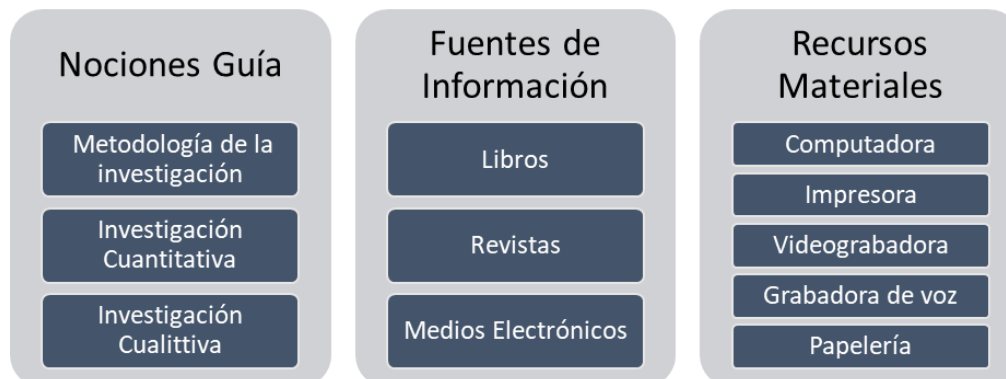 Nociones Guía
Metodología de la
investigación
Investigación
Cuantitativa
Investigación
Cualittiva
Fuentes de
Información
Libros
Revistas
Medios Electrónicos
Recursos
Materiales
Computadora
Impresora
Videograbadora
Grabadora de voz
Papelería